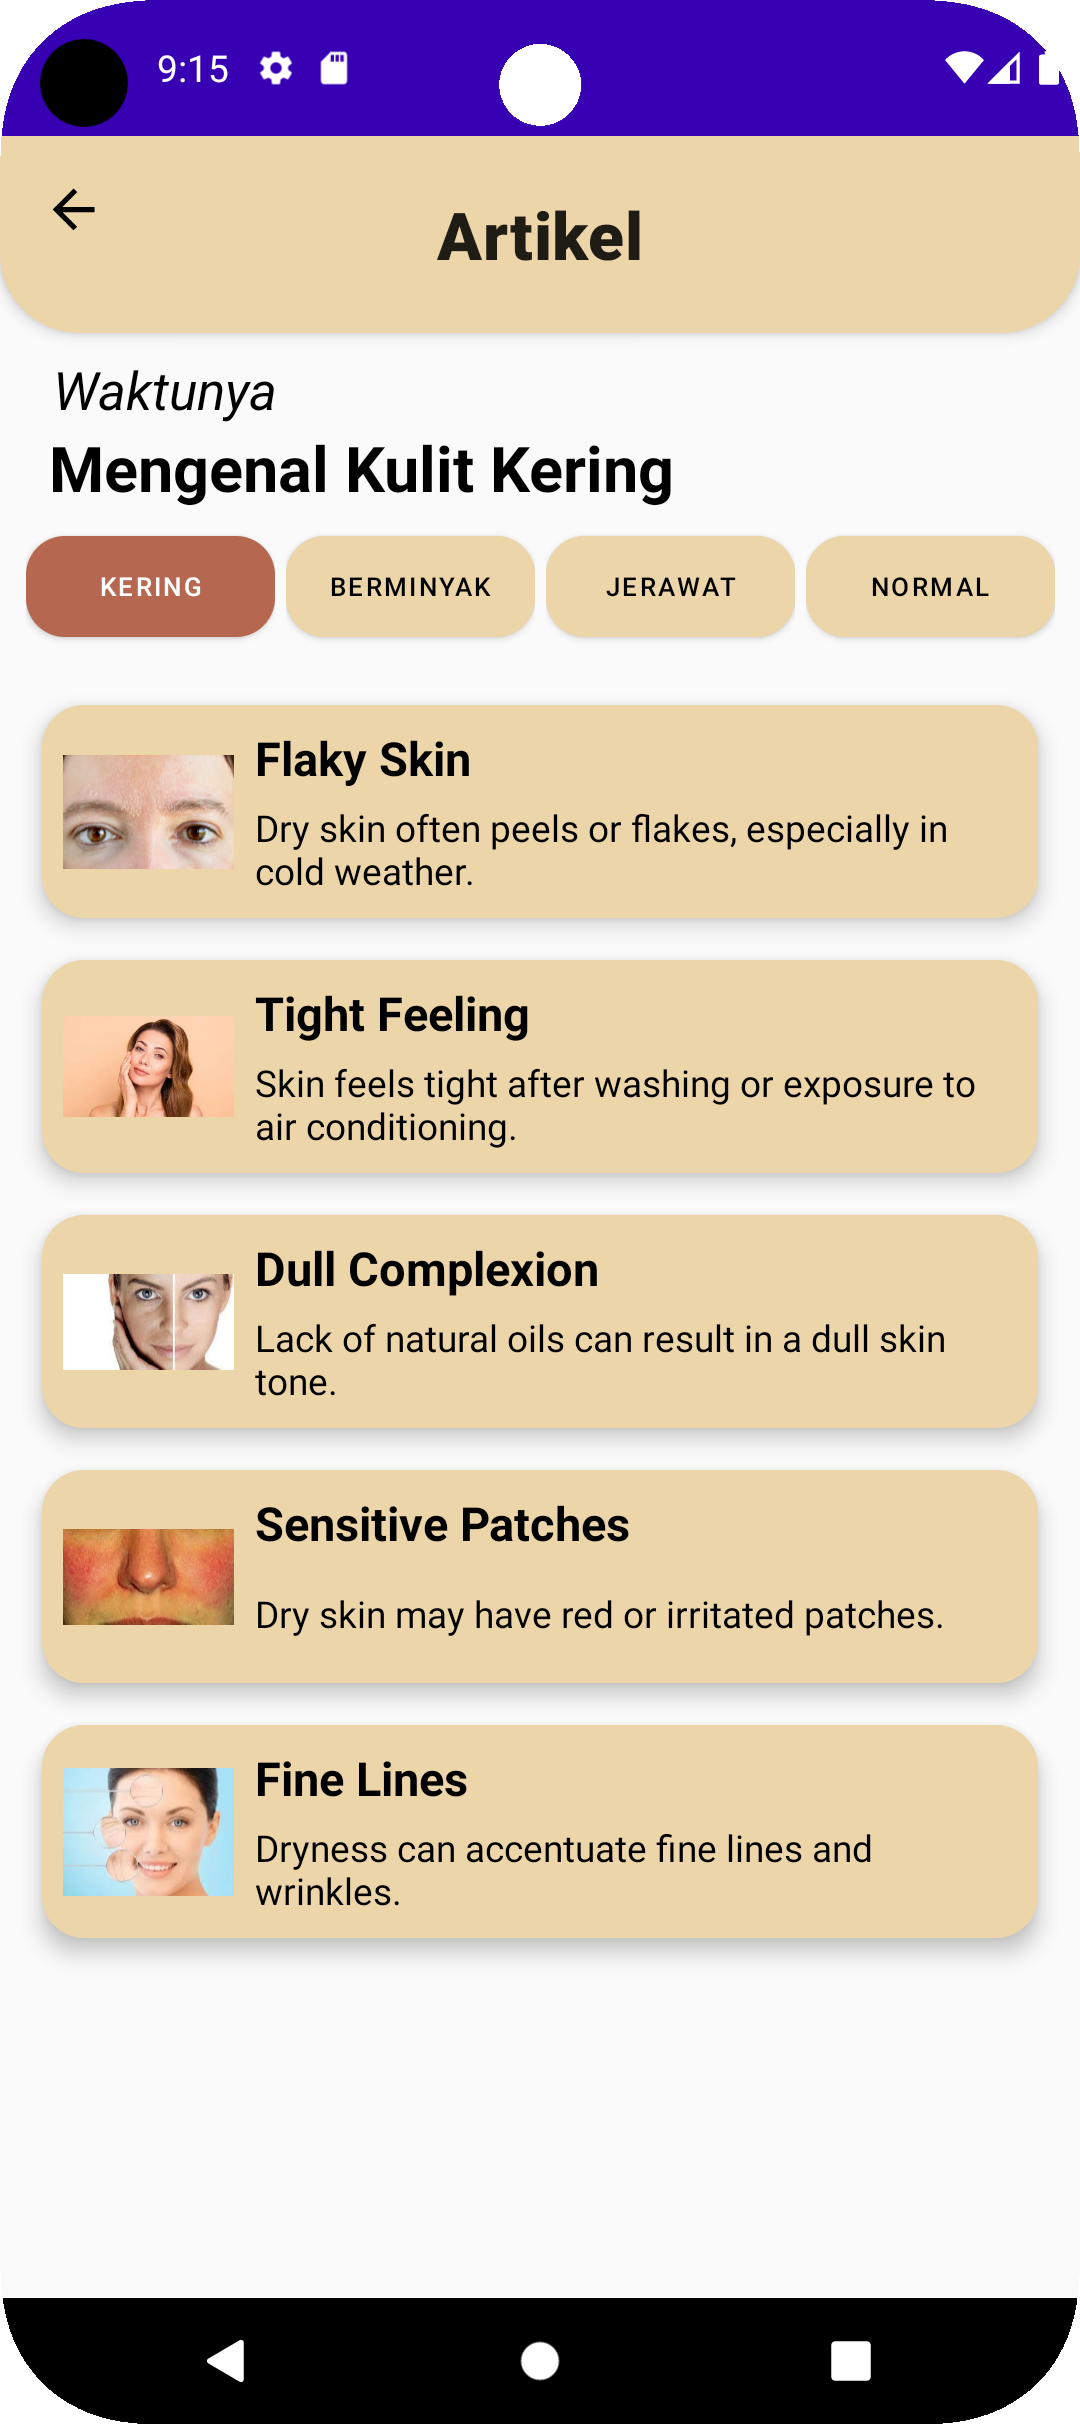 9:15
Artikel
Waktunya
Mengenal Kulit Kering
KERING
BERMINYAK
JERAWAT
NORMAL
Flaky Skin
Dry skin often peels or flakes, especially in
cold weather.
Tight Feeling
Skin feels tight after washing or exposure to
air conditioning.
Dull Complexion
Lack of natural oils can result in a dull skin
tone.
Sensitive Patches
Dry skin may have red or irritated patches.
Fine Lines
Dryness can accentuate fine lines and
wrinkles.